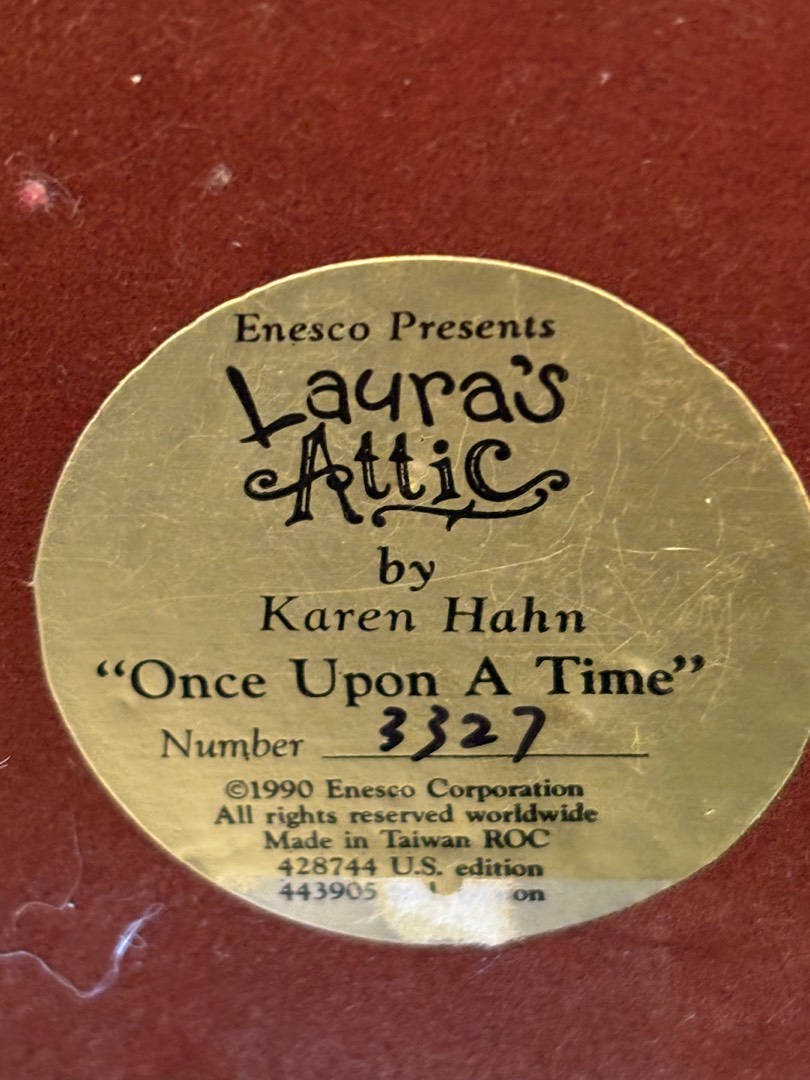 Enesco Presents
Laura's
Attic
by
Karen Hahn
“Once Upon A Time”
Number 3327
©1990 Enesco Corporation
All rights reserved worldwide
Made in Taiwan ROC
428744 U.S. edition
443905